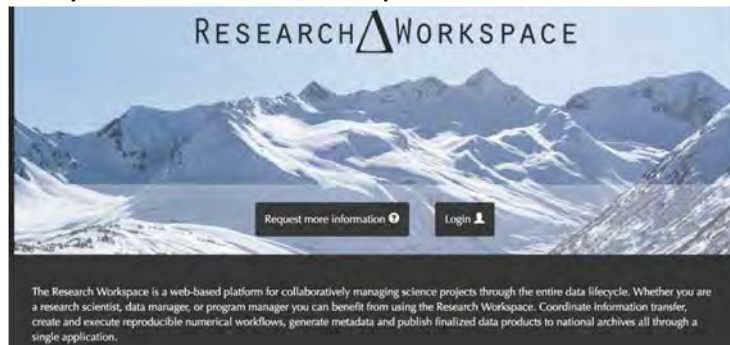 RESEARCH WORKSPACE
Request more information
Login
The Research Workspace is a web-based platform for collaboratively managing science projects through the entire data lifecycle. Whether you are
a research scientist, data manager, or program manager you can benefit from using the Research Workspace. Coordinate information transfer,
create and execute reproducible numerical workflows, generate metadata and publish finalized data products to national archives all through a
single application.